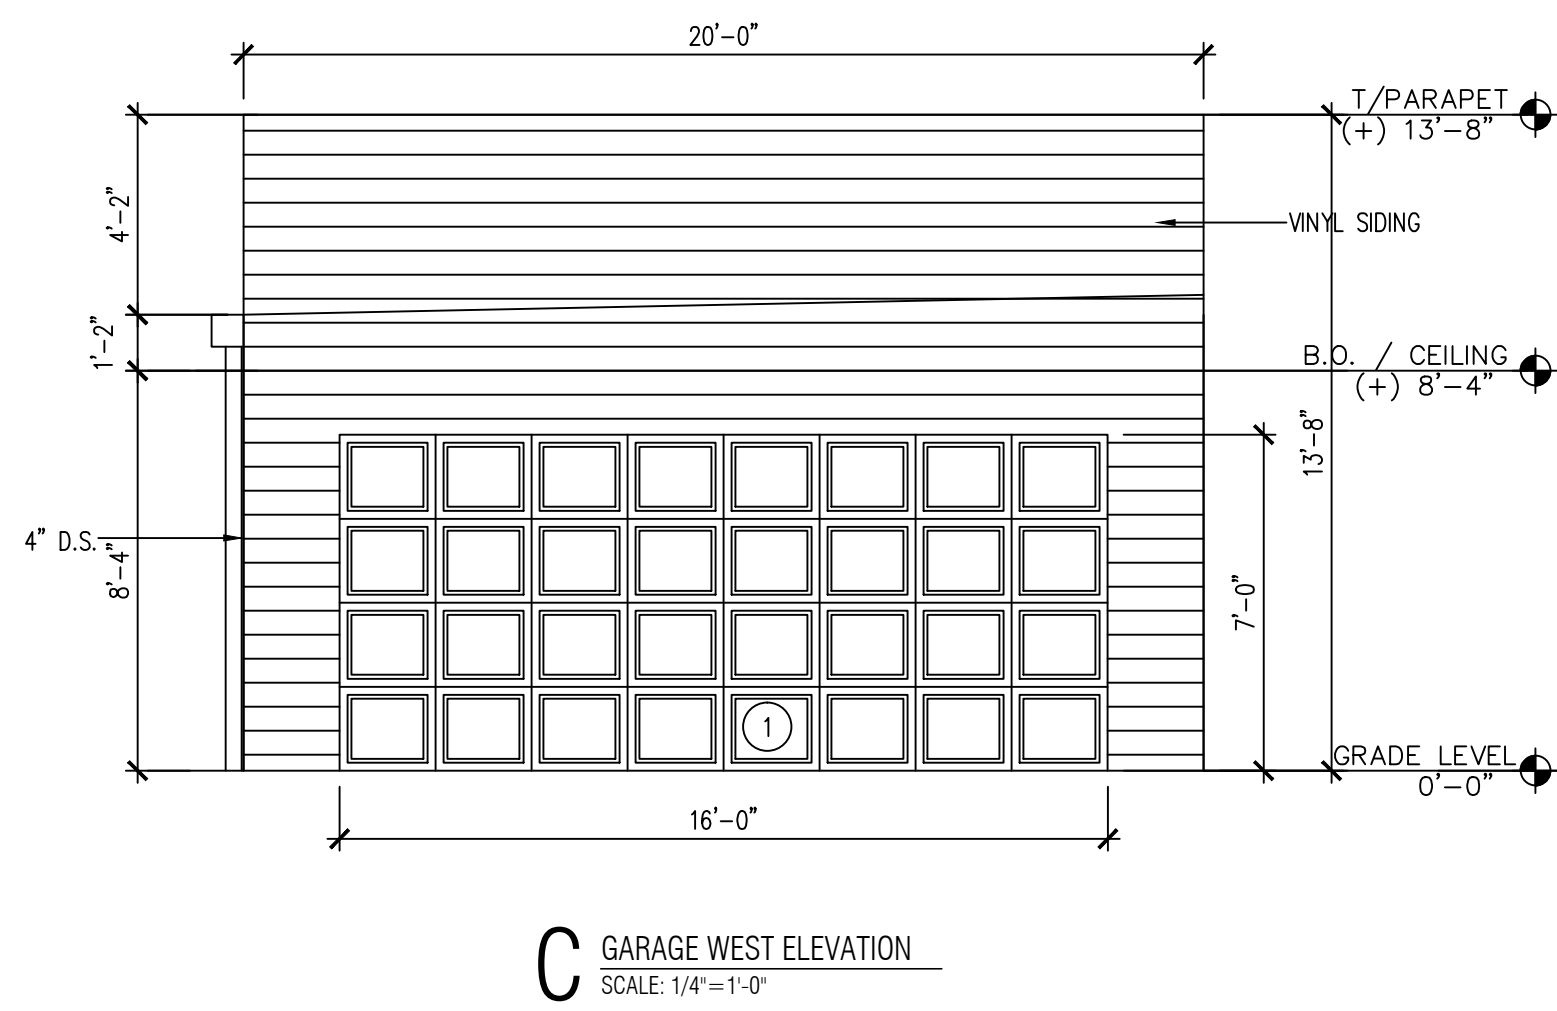 20'-0"
T/PARAPET
(+) 13'-8"
4'-2"
VINYL SIDING
1'-2"
B.O. / CEILING
(+) 8'-4"
13'-8"
4" D.S.
8'-4"
7'-0"
1
GRADE LEVEL
0'-0"
16'-0"
C GARAGE WEST ELEVATION
SCALE: 1/4"=1'-0"